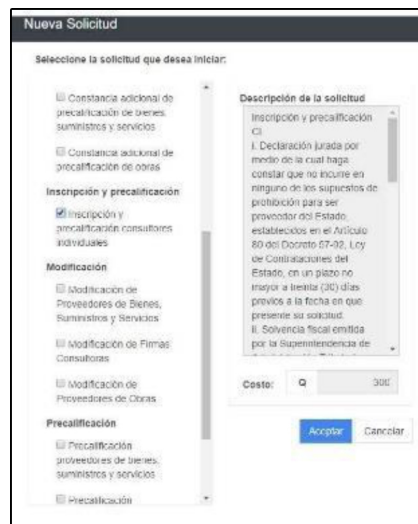 Nueva Solicitud
Seleccione la solicitud que desea iniciar:
Constancia adicional de
precalificación de bienes,
suministros y servicios
Constancia adicional de
precalificación de obras
Inscripción y precalificación
Inscripción y
precalificación consultores
individuales
Modificación
Modificación de
Proveedores de Bienes,
Suministros y Servicios
Modificación de Firmas
Consultoras
Modificación de
Proveedores de Obras
Precalificación
Precalificación
proveedores de bienes,
suministros y servicios
Precalificación
Descripción de la solicitud
Inscripción y precalificación
CI
i. Declaración jurada por
medio de la cual haga
constar que no incurre en
ninguno de los supuestos de
prohibición para ser
proveedor del Estado,
establecidos en el Artículo
80 del Decreto 57-92, Ley
de Contrataciones del
Estado, en un plazo no
mayor a treinta (30) días
previos a la fecha en que
presente su solicitud.
ii. Solvencia fiscal emitida
por la Superintendencia de
Costo: Q 300
Aceptar Cancelar